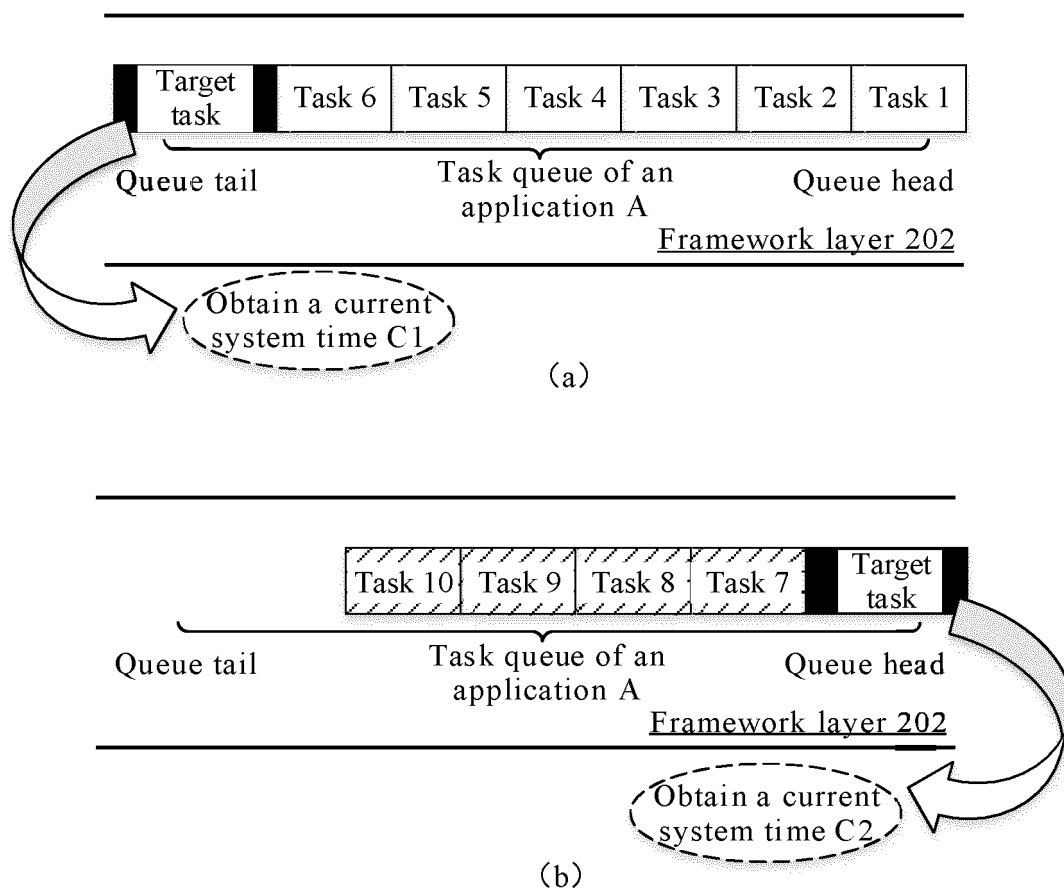 Target task Task 6 Task 5 Task 4 Task 3 Task 2 Task 1
Queue tail Task queue of an application A Queue head
Framework layer 202
Obtain a current
system time C1
(a)
Task 10 Task 9 Task 8 Task 7 Target task
Queue tail Task queue of an application A Queue head
Framework layer 202
Obtain a current
system time C2
(b)